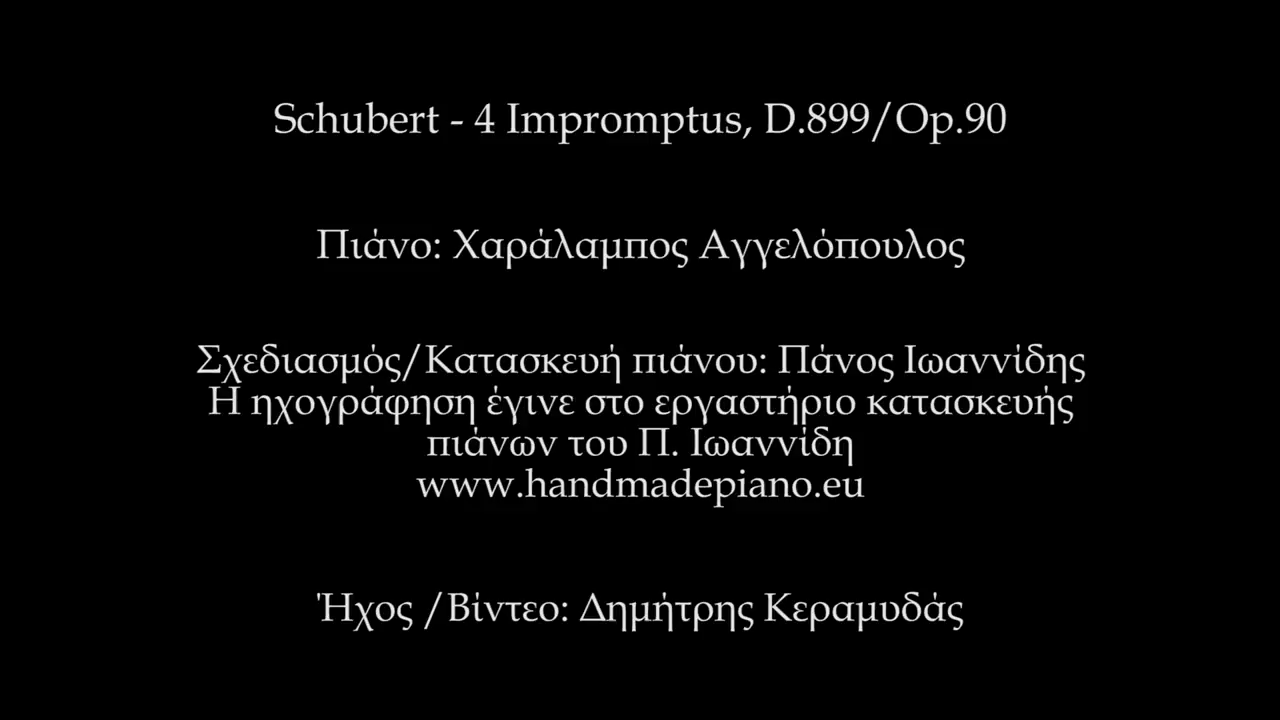 Schubert - 4 Impromptus, D.899/Op.90
Πιάνο: Χαράλαμπος Αγγελόπουλος
Σχεδιασμός/Κατασκευή πιάνου: Πάνος Ιωαννίδης
Η ηχογράφηση έγινε στο εργαστήριο κατασκευής
πιάνων του Π. Ιωαννίδη
www.handmadepiano.eu
Ήχος /Βίντεο: Δημήτρης Κεραμυδάς